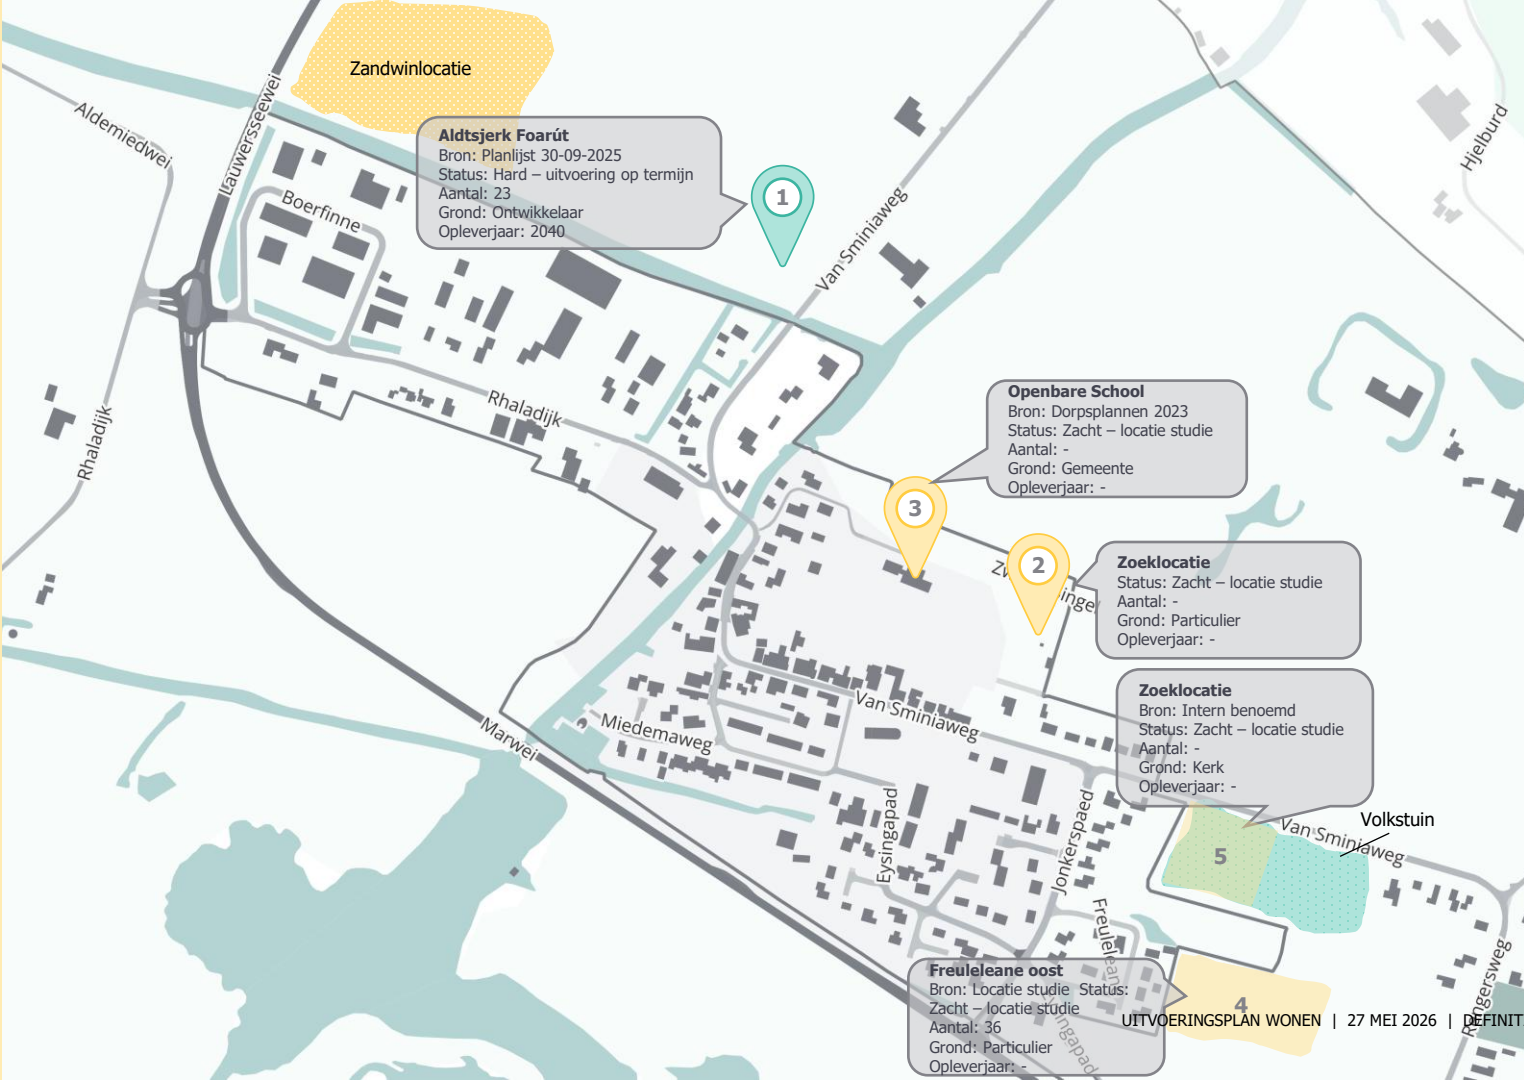 Zandwinlocatie
Aldemiedwei
Lauwersseewei
Boerfinne
Aldtsjerk Foarút
Bron: Planlijst 30-09-2025
Status: Hard – uitvoering op termijn
Aantal: 23
Grond: Ontwikkelaar
Opleverjaar: 2040
1
Van Sminiaweg
Hjelburd
Rhaladijk
Rhaladijk
Openbare School
Bron: Dorpsplannen 2023
Status: Zacht – locatie studie
Aantal: -
Grond: Gemeente
Opleverjaar: -
3
2
Zoeklocatie
Status: Zacht – locatie studie
Aantal: -
Grond: Particulier
Opleverjaar: -
Zoeklocatie
Bron: Intern benoemd
Status: Zacht – locatie studie
Aantal: -
Grond: Kerk
Opleverjaar: -
Van Sminiaweg
Miedemaweg
Marwei
Eysingapad
Jonkerspaed
Volkstuin
Van Sminiaweg
5
Freuleleane
Freuleleane oost
Bron: Locatie studie Status:
Zacht – locatie studie
Aantal: 36
Grond: Particulier
Opleverjaar: -
4
Ringersweg
UITVOERINGSPLAN WONEN | 27 MEI 2026 | DEFINIT